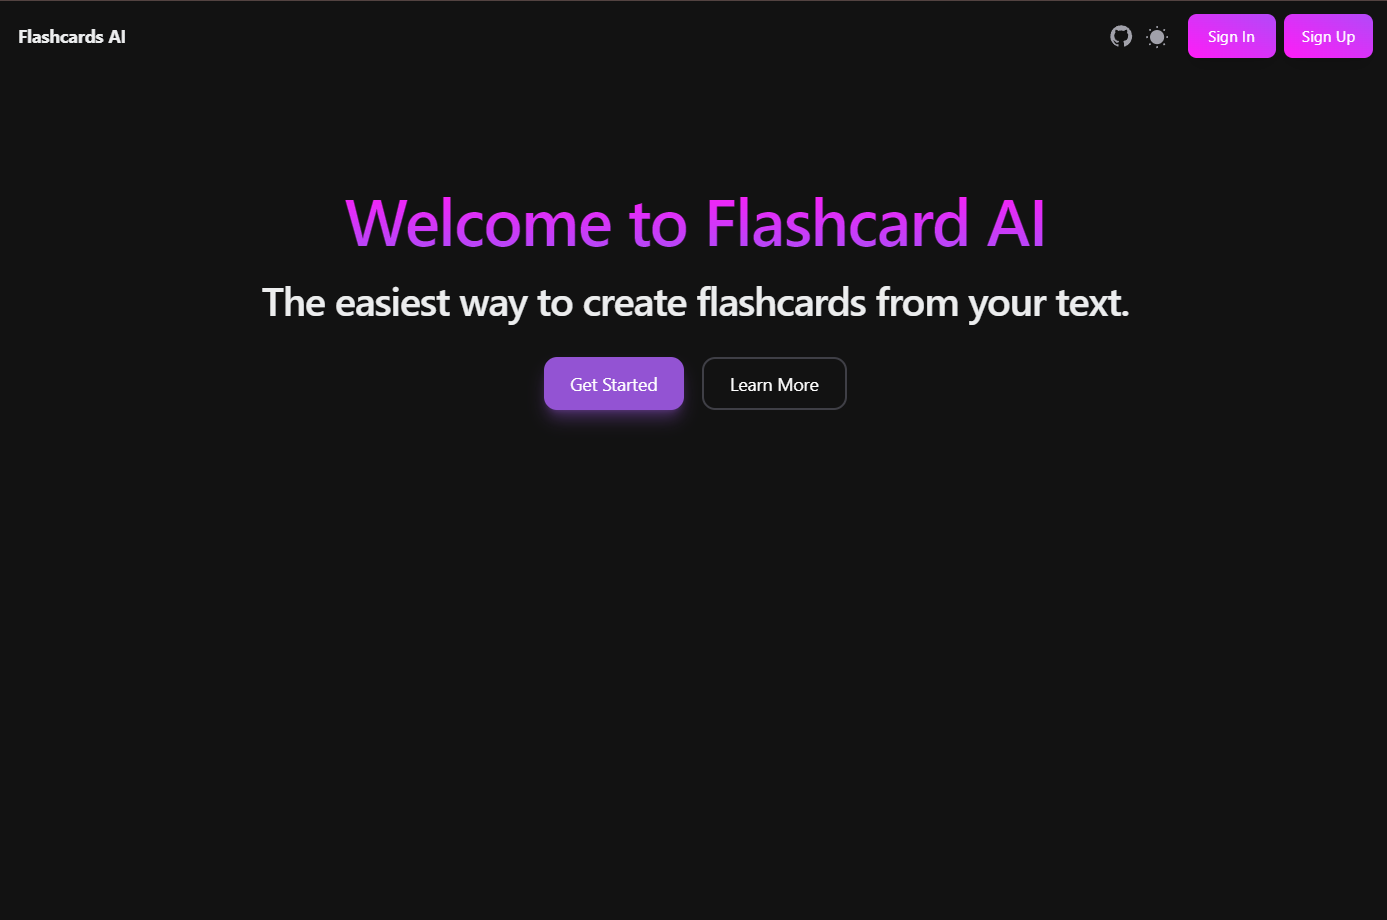 Flashcards AI
Sign In
Sign Up
Welcome to Flashcard AI
The easiest way to create flashcards from your text.
Get Started
Learn More